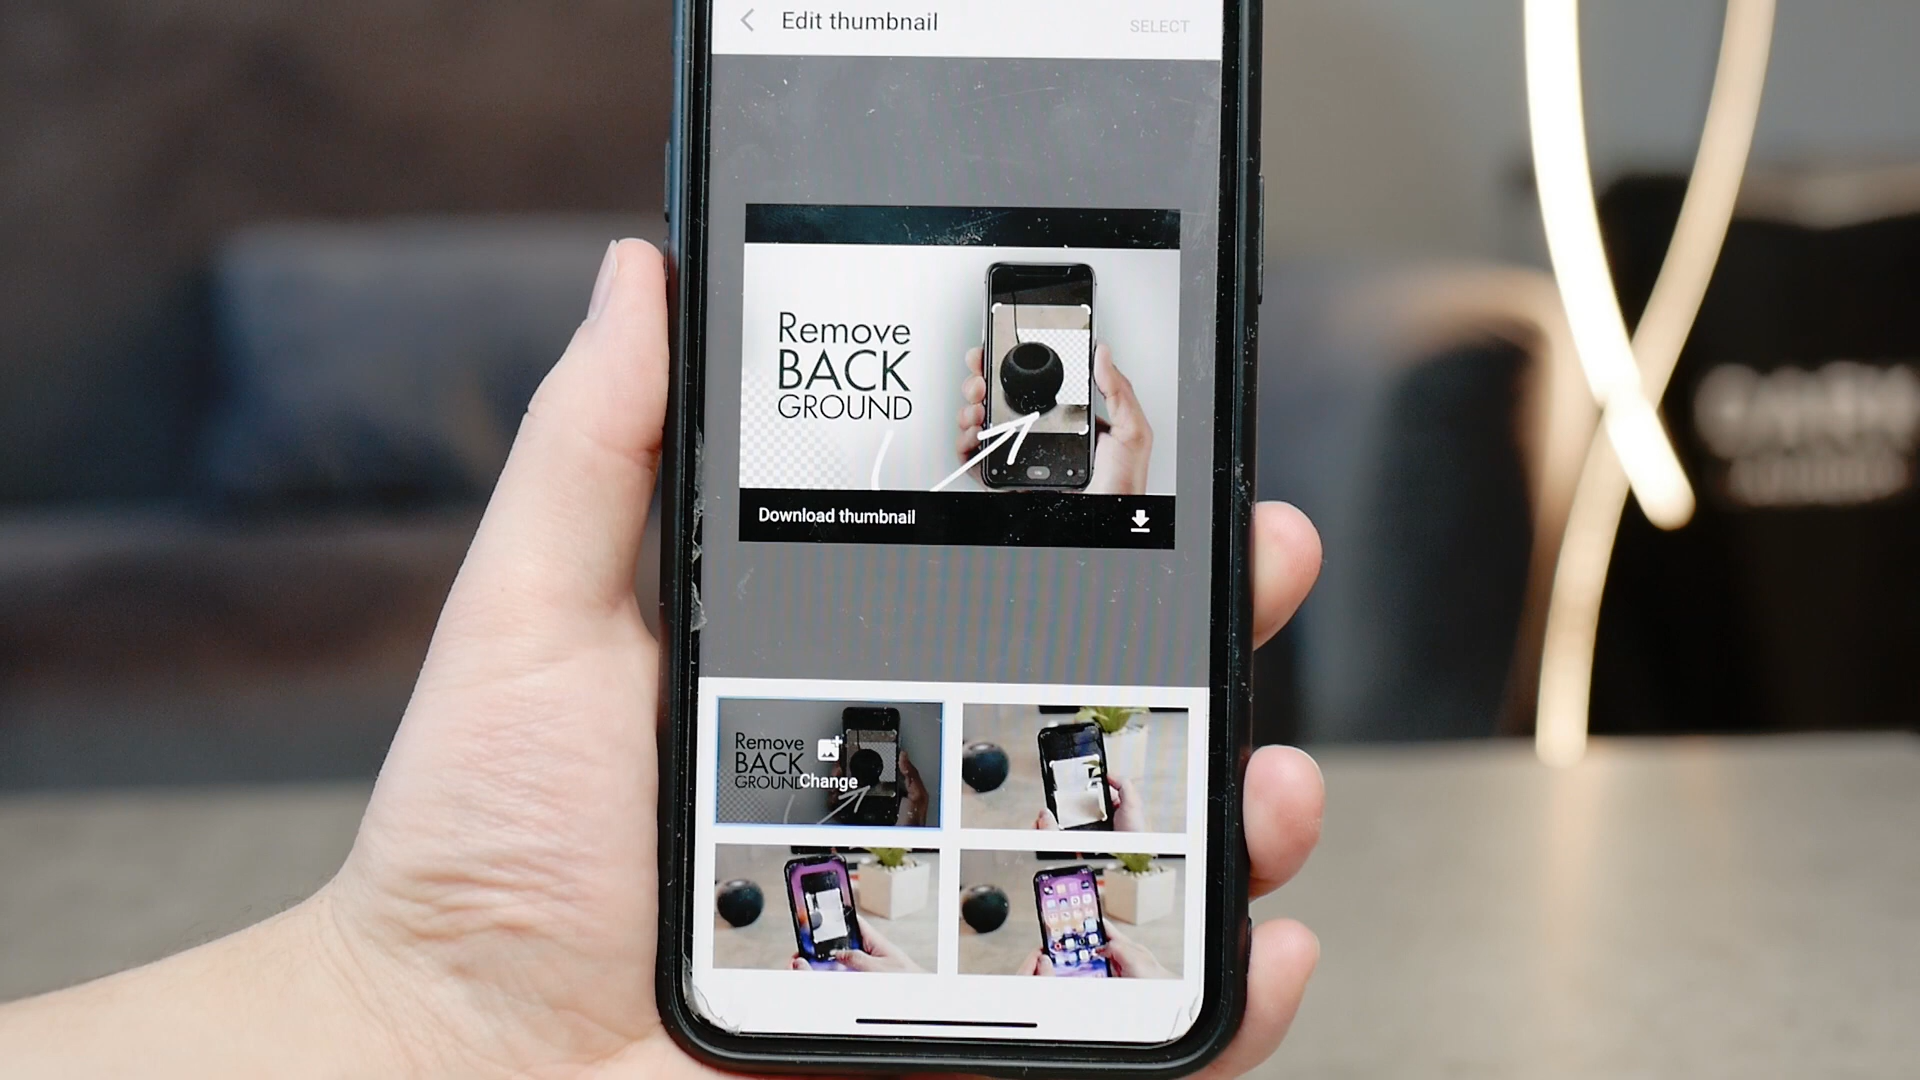 Edit thumbnail
SELECT
Remove
BACK
GROUND
Download thumbnail
Remove
BACK
GROUND
Change